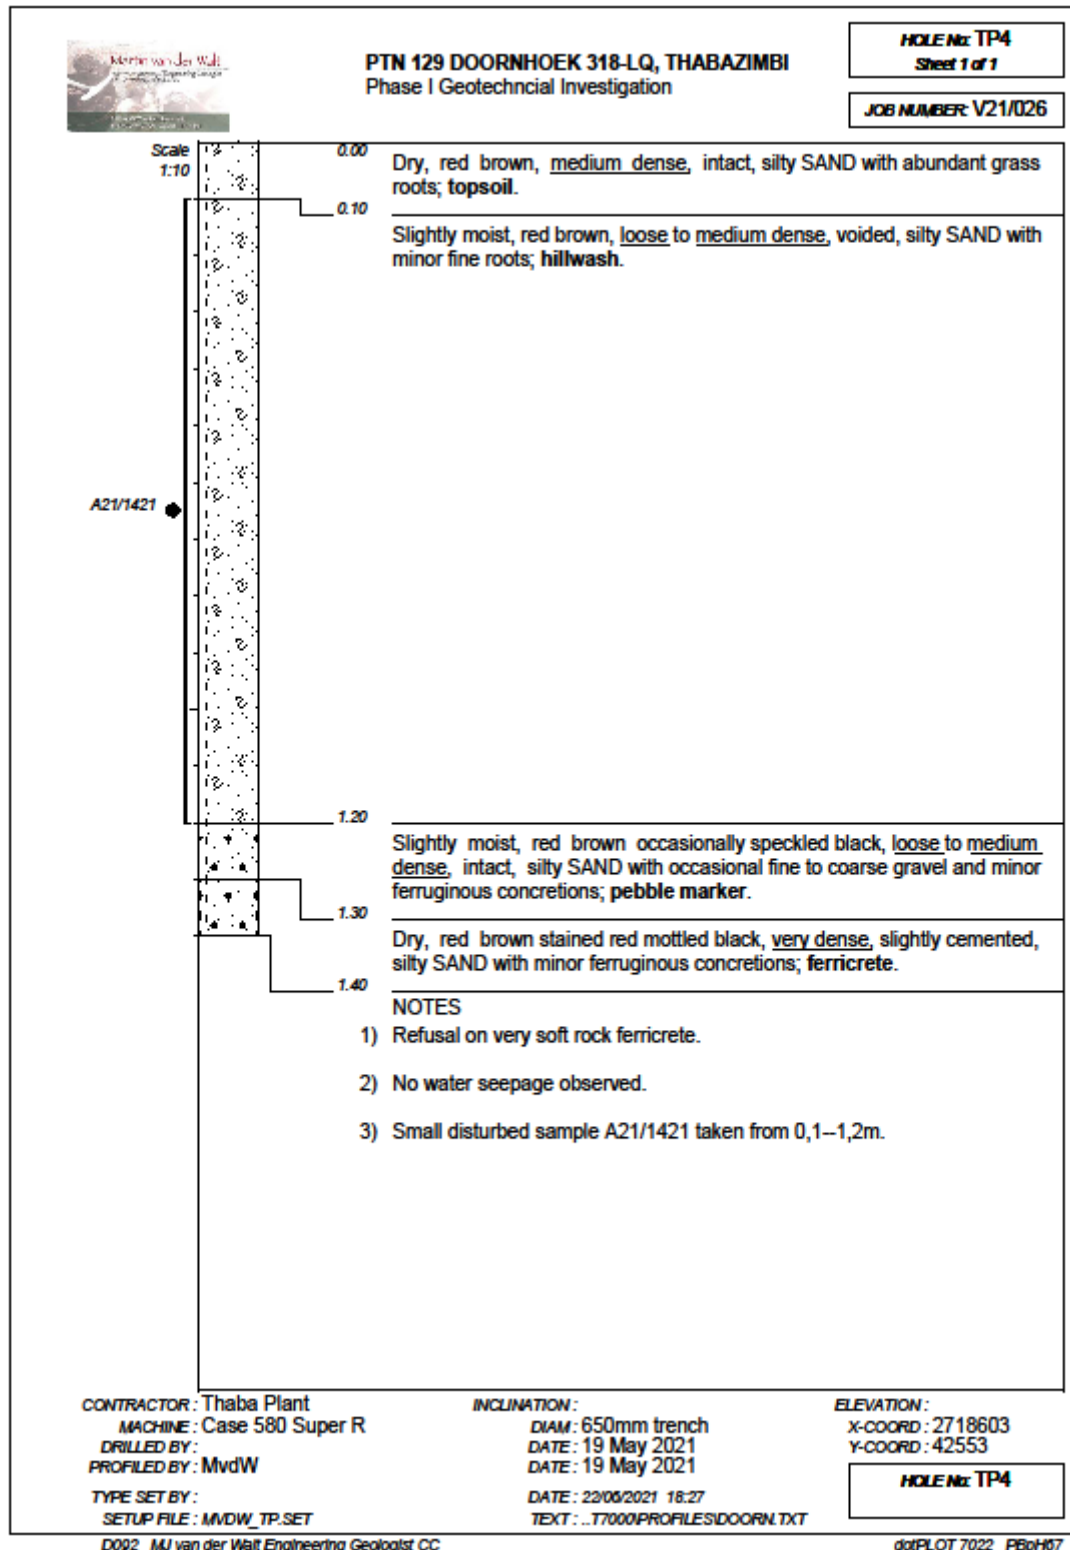 Martin van der Walt
PTN 129 DOORNHOEK 318-LQ, THABAZIMBI
Phase I Geotechncial Investigation
HOLE No: TP4
Sheet 1 of 1
JOB NUMBER: V21/026
Scale
1:10
0.00
Dry, red brown, medium dense, intact, silty SAND with abundant grass
roots; topsoil.
0.10
Slightly moist, red brown, loose to medium dense, voided, silty SAND with
minor fine roots; hillwash.
A21/1421
1.20
Slightly moist, red brown occasionally speckled black, loose to medium
dense, intact, silty SAND with occasional fine to coarse gravel and minor
ferruginous concretions; pebble marker.
1.30
Dry, red brown stained red mottled black, very dense, slightly cemented,
silty SAND with minor ferruginous concretions; ferricrete.
1.40
NOTES
1) Refusal on very soft rock ferricrete.
2) No water seepage observed.
3) Small disturbed sample A21/1421 taken from 0,1--1,2m.
CONTRACTOR : Thaba Plant
MACHINE : Case 580 Super R
DRILLED BY :
PROFILED BY : MvdW
TYPE SET BY :
SETUP FILE : MVDW_TP.SET
INCLINATION :
DIAM : 650mm trench
DATE : 19 May 2021
DATE : 19 May 2021
DATE : 22/06/2021 18:27
TEXT : ..T7000\PROFILES\DOORN.TXT
ELEVATION :
X-COORD : 2718603
Y-COORD : 42553
HOLE No: TP4
D092 MJ van der Walt Engineering Geologist CC
dotPLOT 7022 PBpH67